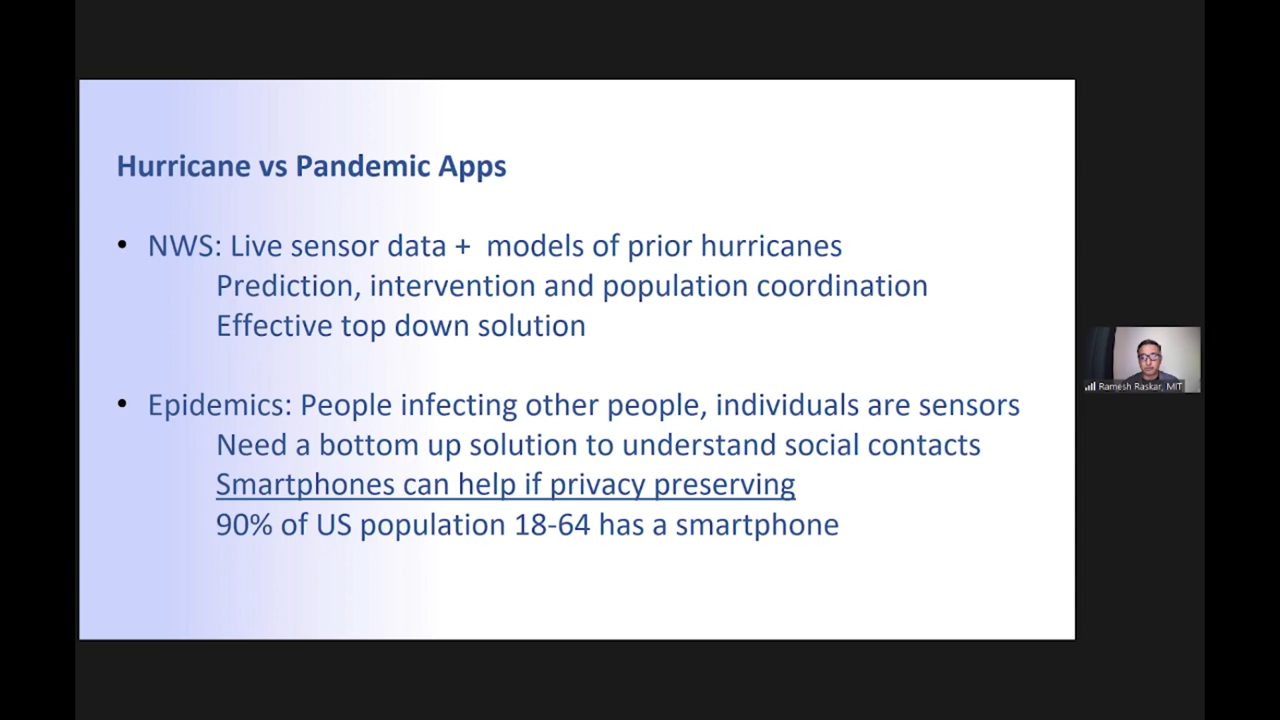 Hurricane vs Pandemic Apps
• NWS: Live sensor data + models of prior hurricanes
Prediction, intervention and population coordination
Effective top down solution
• Epidemics: People infecting other people, individuals are sensors
Need a bottom up solution to understand social contacts
Smartphones can help if privacy preserving
90% of US population 18-64 has a smartphone
Ramesh Raskar, MIT